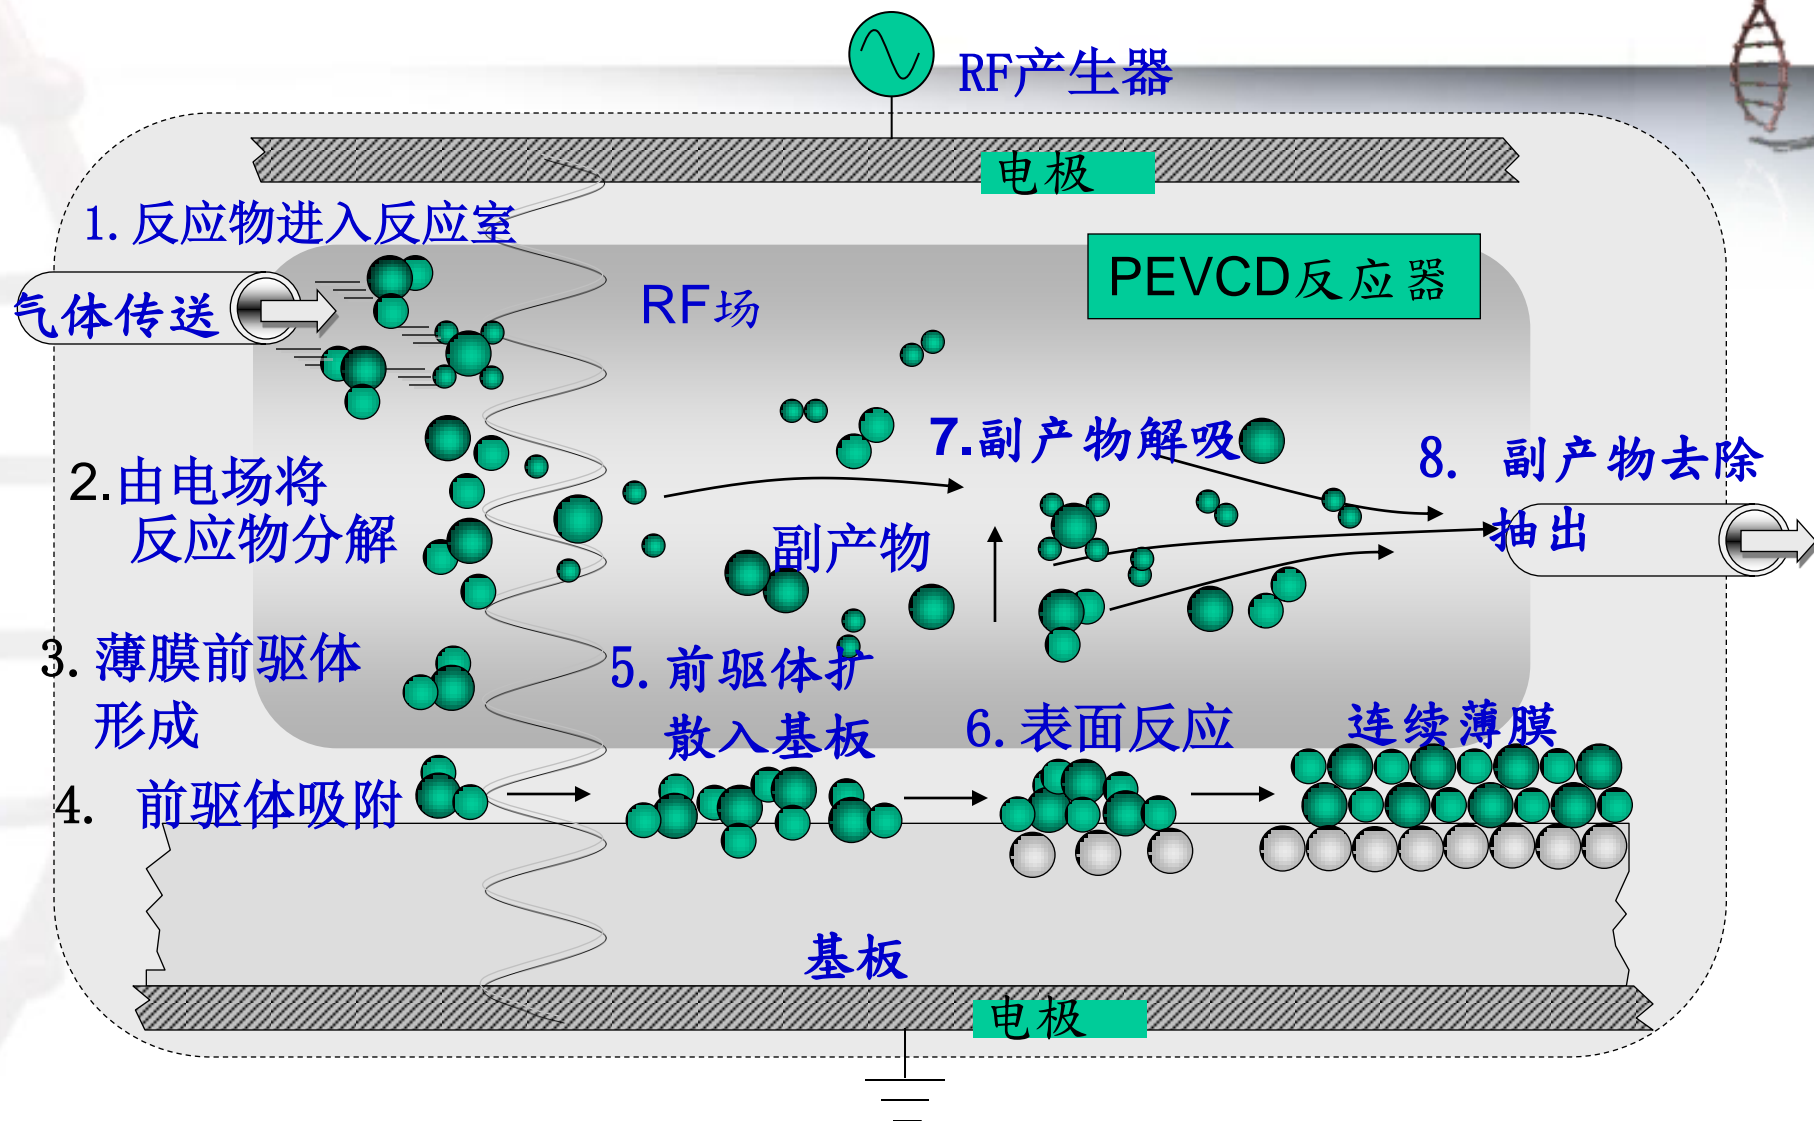 RF产生器
电极
1. 反应物进入反应室
PEVCD反应器
气体传送
RF场
7.副产物解吸
8. 副产物去除
2.由电场将
反应物分解
抽出
副产物
3. 薄膜前驱体
形成
5. 前驱体扩
散入基板
6. 表面反应
连续薄膜
4. 前驱体吸附
基板
电极